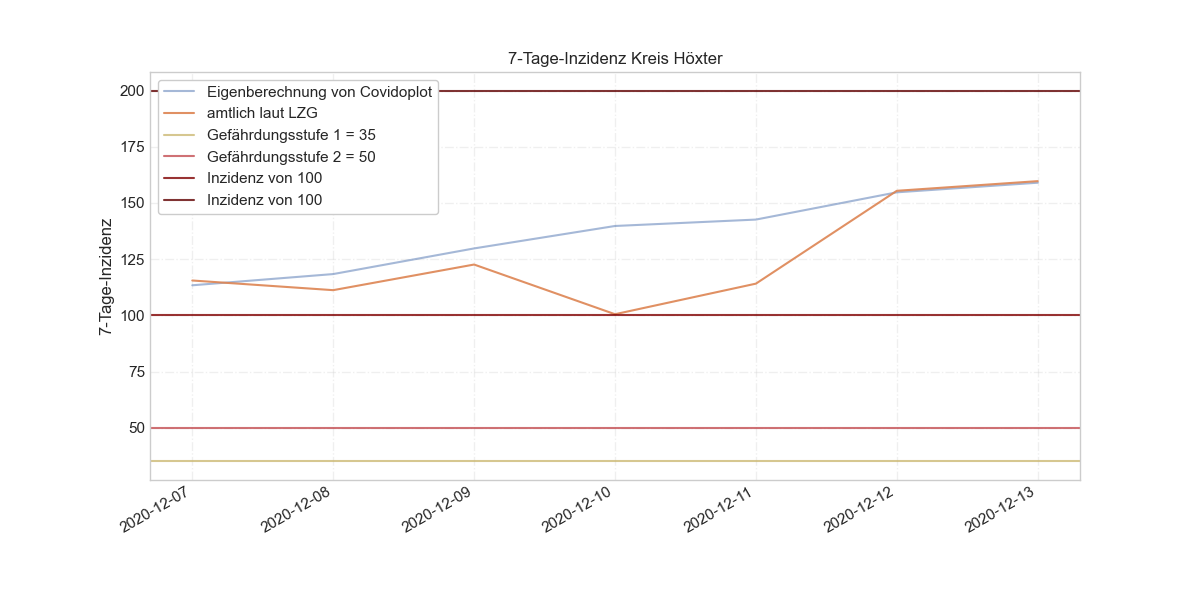 7-Tage-Inzidenz Kreis Höxter
Eigenberechnung von Covidoplot
amtlich laut LZG
Gefährdungsstufe 1 = 35
Gefährdungsstufe 2 = 50
Inzidenz von 100
Inzidenz von 100
7-Tage-Inzidenz
200
175
150
125
100
75
50
2020-12-07
2020-12-08
2020-12-09
2020-12-10
2020-12-11
2020-12-12
2020-12-13